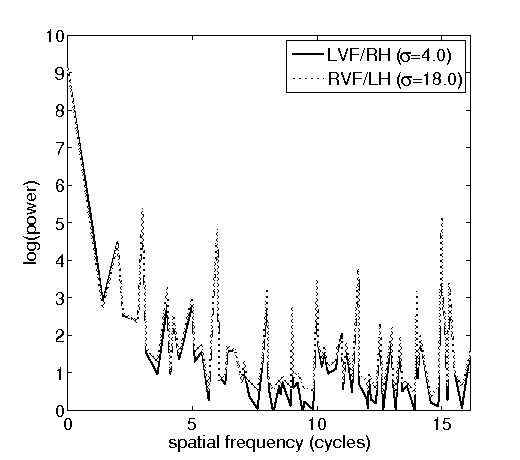 10
9
8
7
6
5
4
3
2
1
0
log(power)
LVF/RH (σ=4.0)
RVF/LH (σ=18.0)
0 5 10 15
spatial frequency (cycles)